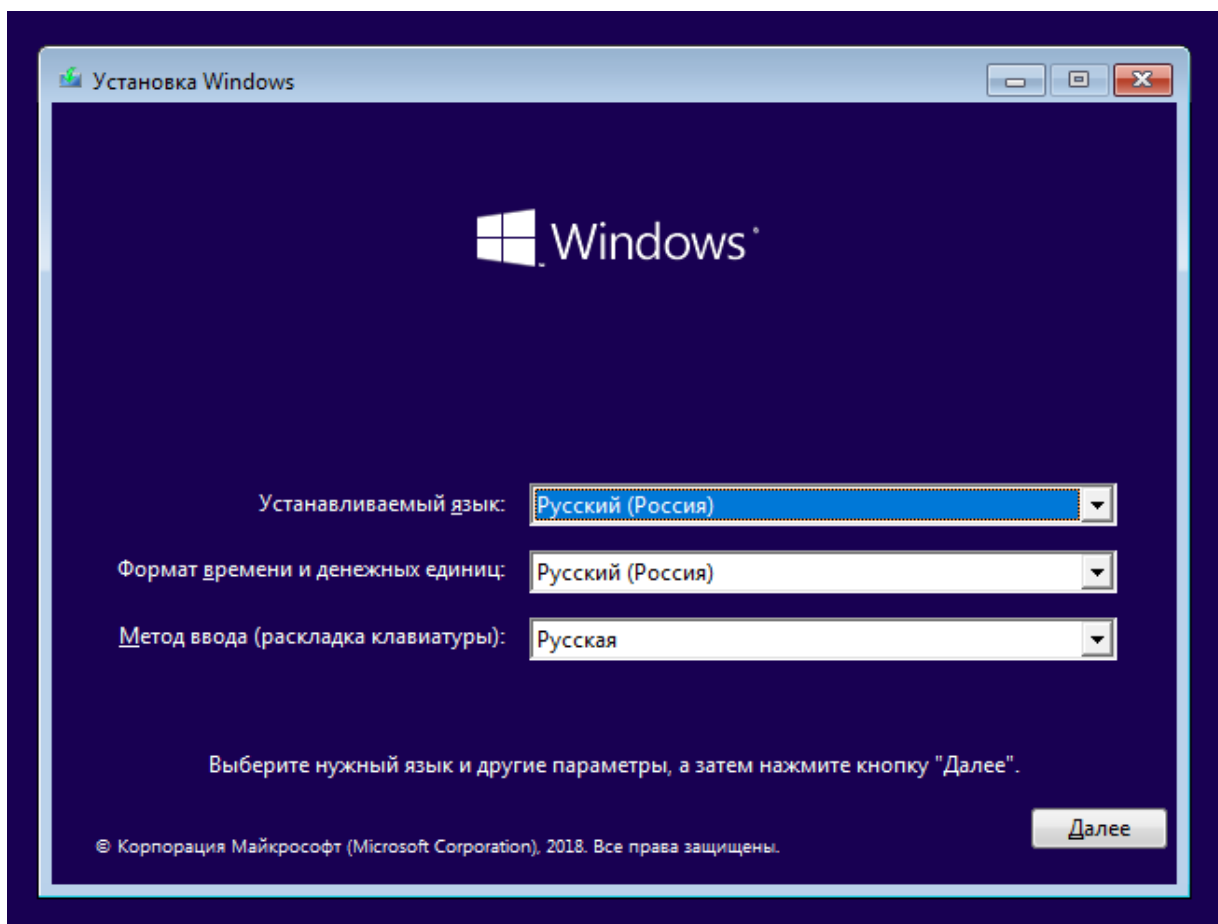 Установка Windows
Windows
Устанавливаемый язык: Русский (Россия)
Формат времени и денежных единиц: Русский (Россия)
Метод ввода (раскладка клавиатуры): Русская
Выберите нужный язык и другие параметры, а затем нажмите кнопку "Далее".
Далее
© Корпорация Майкрософт (Microsoft Corporation), 2018. Все права защищены.